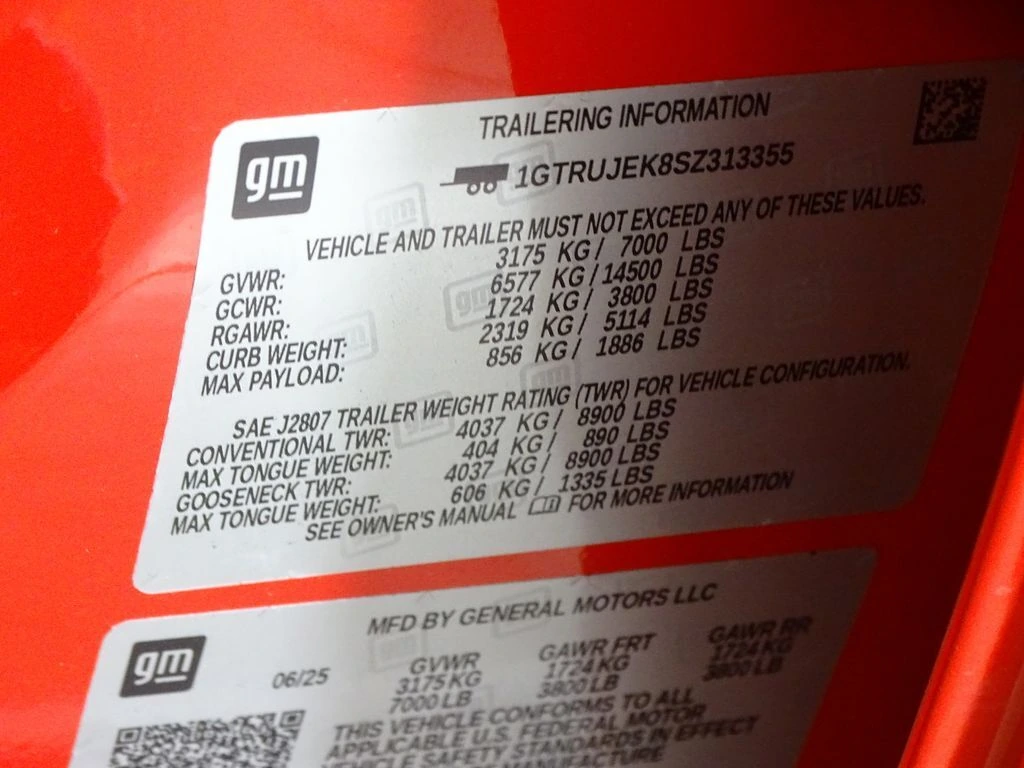 gm
TRAILERING INFORMATION
1GTRUJEK8SZ313355
VEHICLE AND TRAILER MUST NOT EXCEED ANY OF THESE VALUES.
GVWR: 3175 KG / 7000 LBS
GCWR: 6577 KG / 14500 LBS
RGAWR: 1724 KG / 3800 LBS
CURB WEIGHT: 2319 KG / 5114 LBS
MAX PAYLOAD: 856 KG / 1886 LBS
SAE J2807 TRAILER WEIGHT RATING (TWR) FOR VEHICLE CONFIGURATION.
CONVENTIONAL TWR: 4037 KG / 8900 LBS
MAX TONGUE WEIGHT: 404 KG / 890 LBS
GOOSENECK TWR: 4037 KG / 8900 LBS
MAX TONGUE WEIGHT: 606 KG / 1335 LBS
SEE OWNER'S MANUAL FOR MORE INFORMATION
gm
MFD BY GENERAL MOTORS LLC
06/25
GVWR GAWR FRT GAWR RR
3175 KG 1724 KG 1724 KG
7000 LB 3800 LB 3800 LB
THIS VEHICLE CONFORMS TO ALL
APPLICABLE U.S. FEDERAL MOTOR
VEHICLE SAFETY STANDARDS IN EFFECT
MANUFACTURE